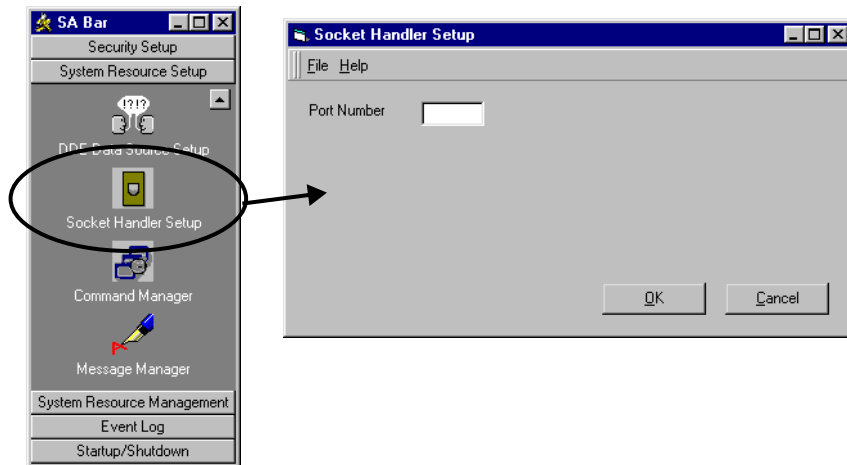 SA Bar
Security Setup
System Resource Setup
!?!?
DDE Data Source Setup
Socket Handler Setup
Command Manager
Message Manager
System Resource Management
Event Log
Startup/Shutdown
Socket Handler Setup
File Help
Port Number
OK
Cancel